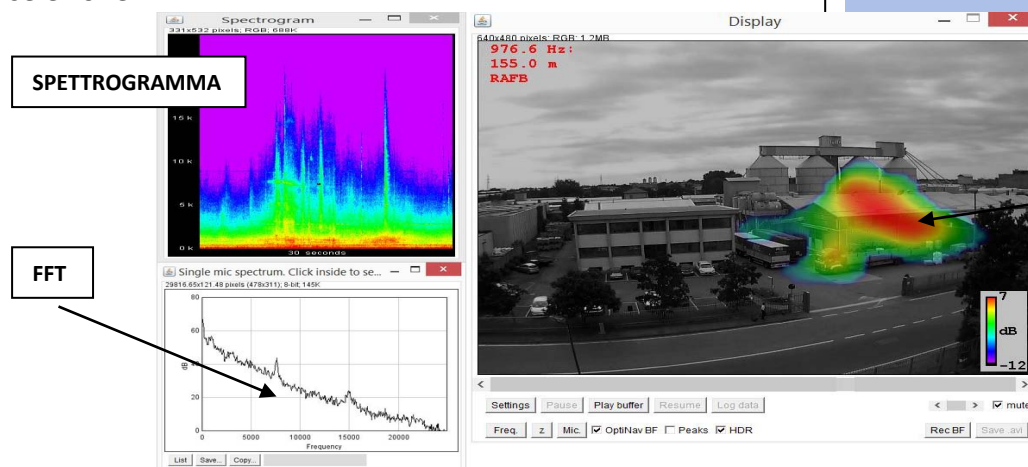 Spectrogram
331x532 pixels; RGB; 688K
SPETTROGRAMMA
15 k
10 k
5 k
0 k
30 seconds
FFT
Single mic spectrum. Click inside to se...
29816.65x121.48 pixels (478x311); 8-bit; 145K
80
60
40
20
0
dB
0 5000 10000 15000 20000
Frequency
List Save... Copy...
Display
640x480 pixels; RGB; 1.2MB
976.6 Hz:
155.0 m
RAFB
7
dB
-12
Settings Pause Play buffer Resume Log data
mute
Freq. z Mic. OptiNav BF Peaks HDR
Rec BF Save .avi